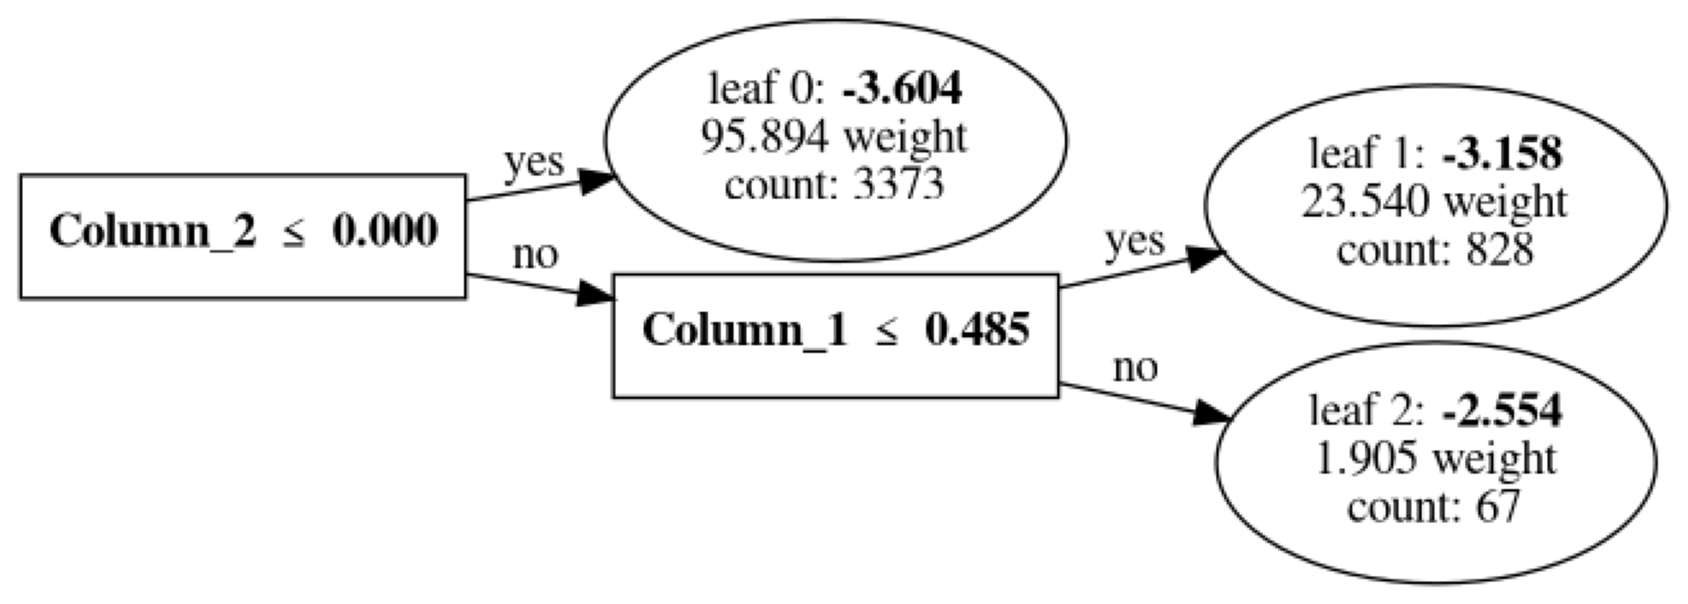 Column_2 ≤ 0.000
yes
no
leaf 0: -3.604
95.894 weight
count: 3373
Column_1 ≤ 0.485
yes
no
leaf 1: -3.158
23.540 weight
count: 828
leaf 2: -2.554
1.905 weight
count: 67